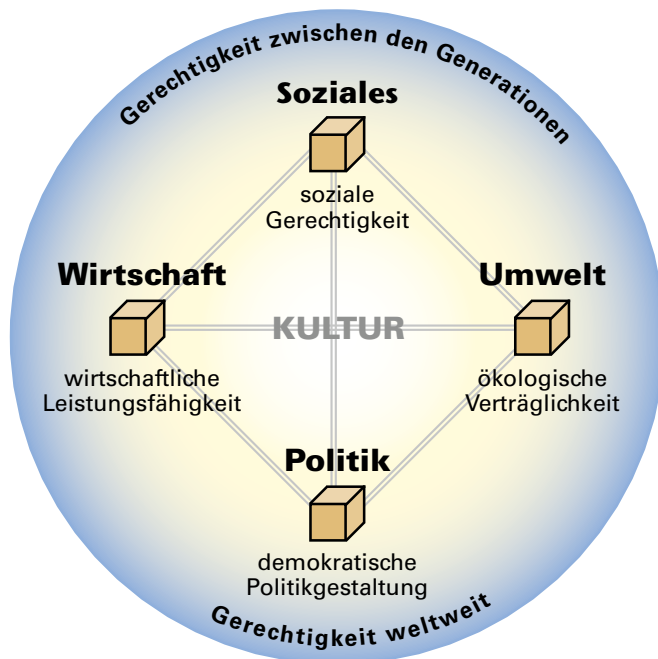 Gerechtigkeit zwischen den Generationen
Soziales
soziale
Gerechtigkeit
Wirtschaft
wirtschaftliche
Leistungsfähigkeit
Umwelt
ökologische
Verträglichkeit
KULTUR
Politik
demokratische
Politikgestaltung
Gerechtigkeit weltweit